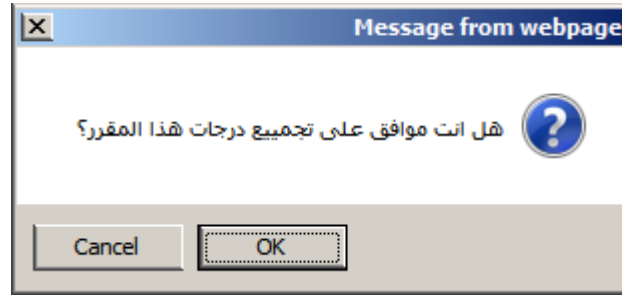 Message from webpage
هل انت موافق على تجمييع درجات هذا المقرر؟
Cancel
OK